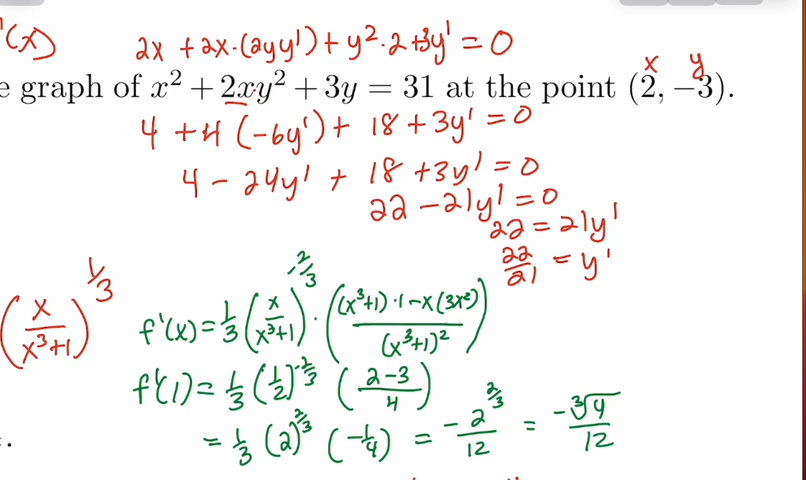 '(x) 2x + 2x·(2yy') + y²·2 + 3y' = 0
x y
e graph of x² + 2xy² + 3y = 31 at the point (2, −3).
4 + 4(-6y') + 18 + 3y' = 0
4 - 24y' + 18 + 3y' = 0
22 - 21y' = 0
22 = 21y'
22/21 = y'
(x/(x³+1))^(1/3)
f'(x) = 1/3 (x/(x³+1))^(-2/3) · (((x³+1)·1 - x(3x²))/(x³+1)²)
f'(1) = 1/3 (1/2)^(-2/3) ((2-3)/4)
= 1/3 (2)^(2/3) (-1/4) = -2^(2/3)/12 = -∛4/12
.